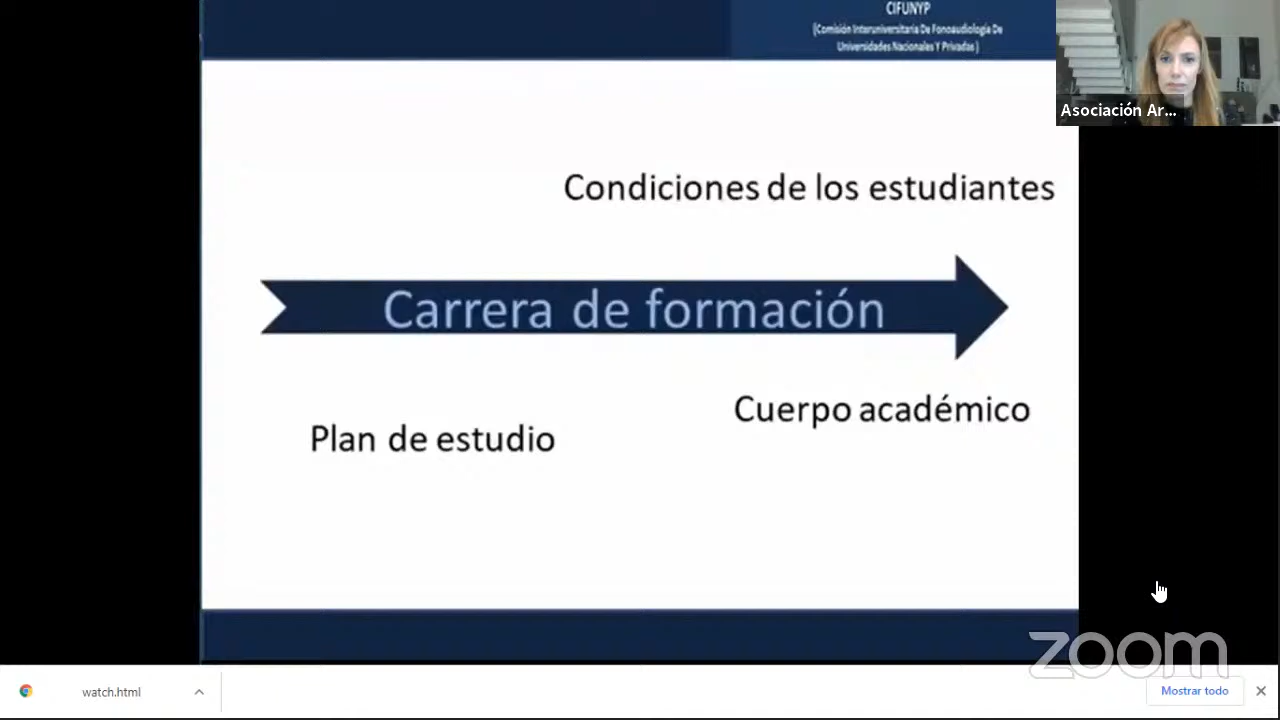 CIFUNYP
(Comisión Interuniversitaria De Fonoaudiología De
Universidades Nacionales Y Privadas )
Asociación Ar...
Condiciones de los estudiantes
Carrera de formación
Cuerpo académico
Plan de estudio
zoom
watch.html
Mostrar todo